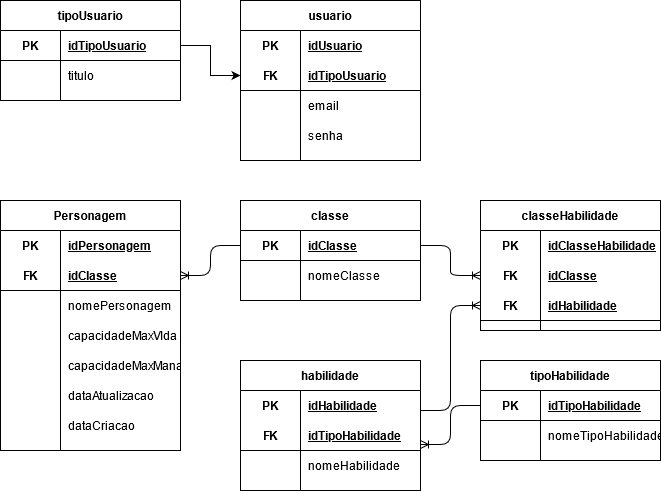 tipoUsuario
PK idTipoUsuario
titulo
usuario
PK idUsuario
FK idTipoUsuario
email
senha
Personagem
PK idPersonagem
FK idClasse
nomePersonagem
capacidadeMaxVida
capacidadeMaxMana
dataAtualizacao
dataCriacao
classe
PK idClasse
nomeClasse
classeHabilidade
PK idClasseHabilidade
FK idClasse
FK idHabilidade
habilidade
PK idHabilidade
FK idTipoHabilidade
nomeHabilidade
tipoHabilidade
PK idTipoHabilidade
nomeTipoHabilidade